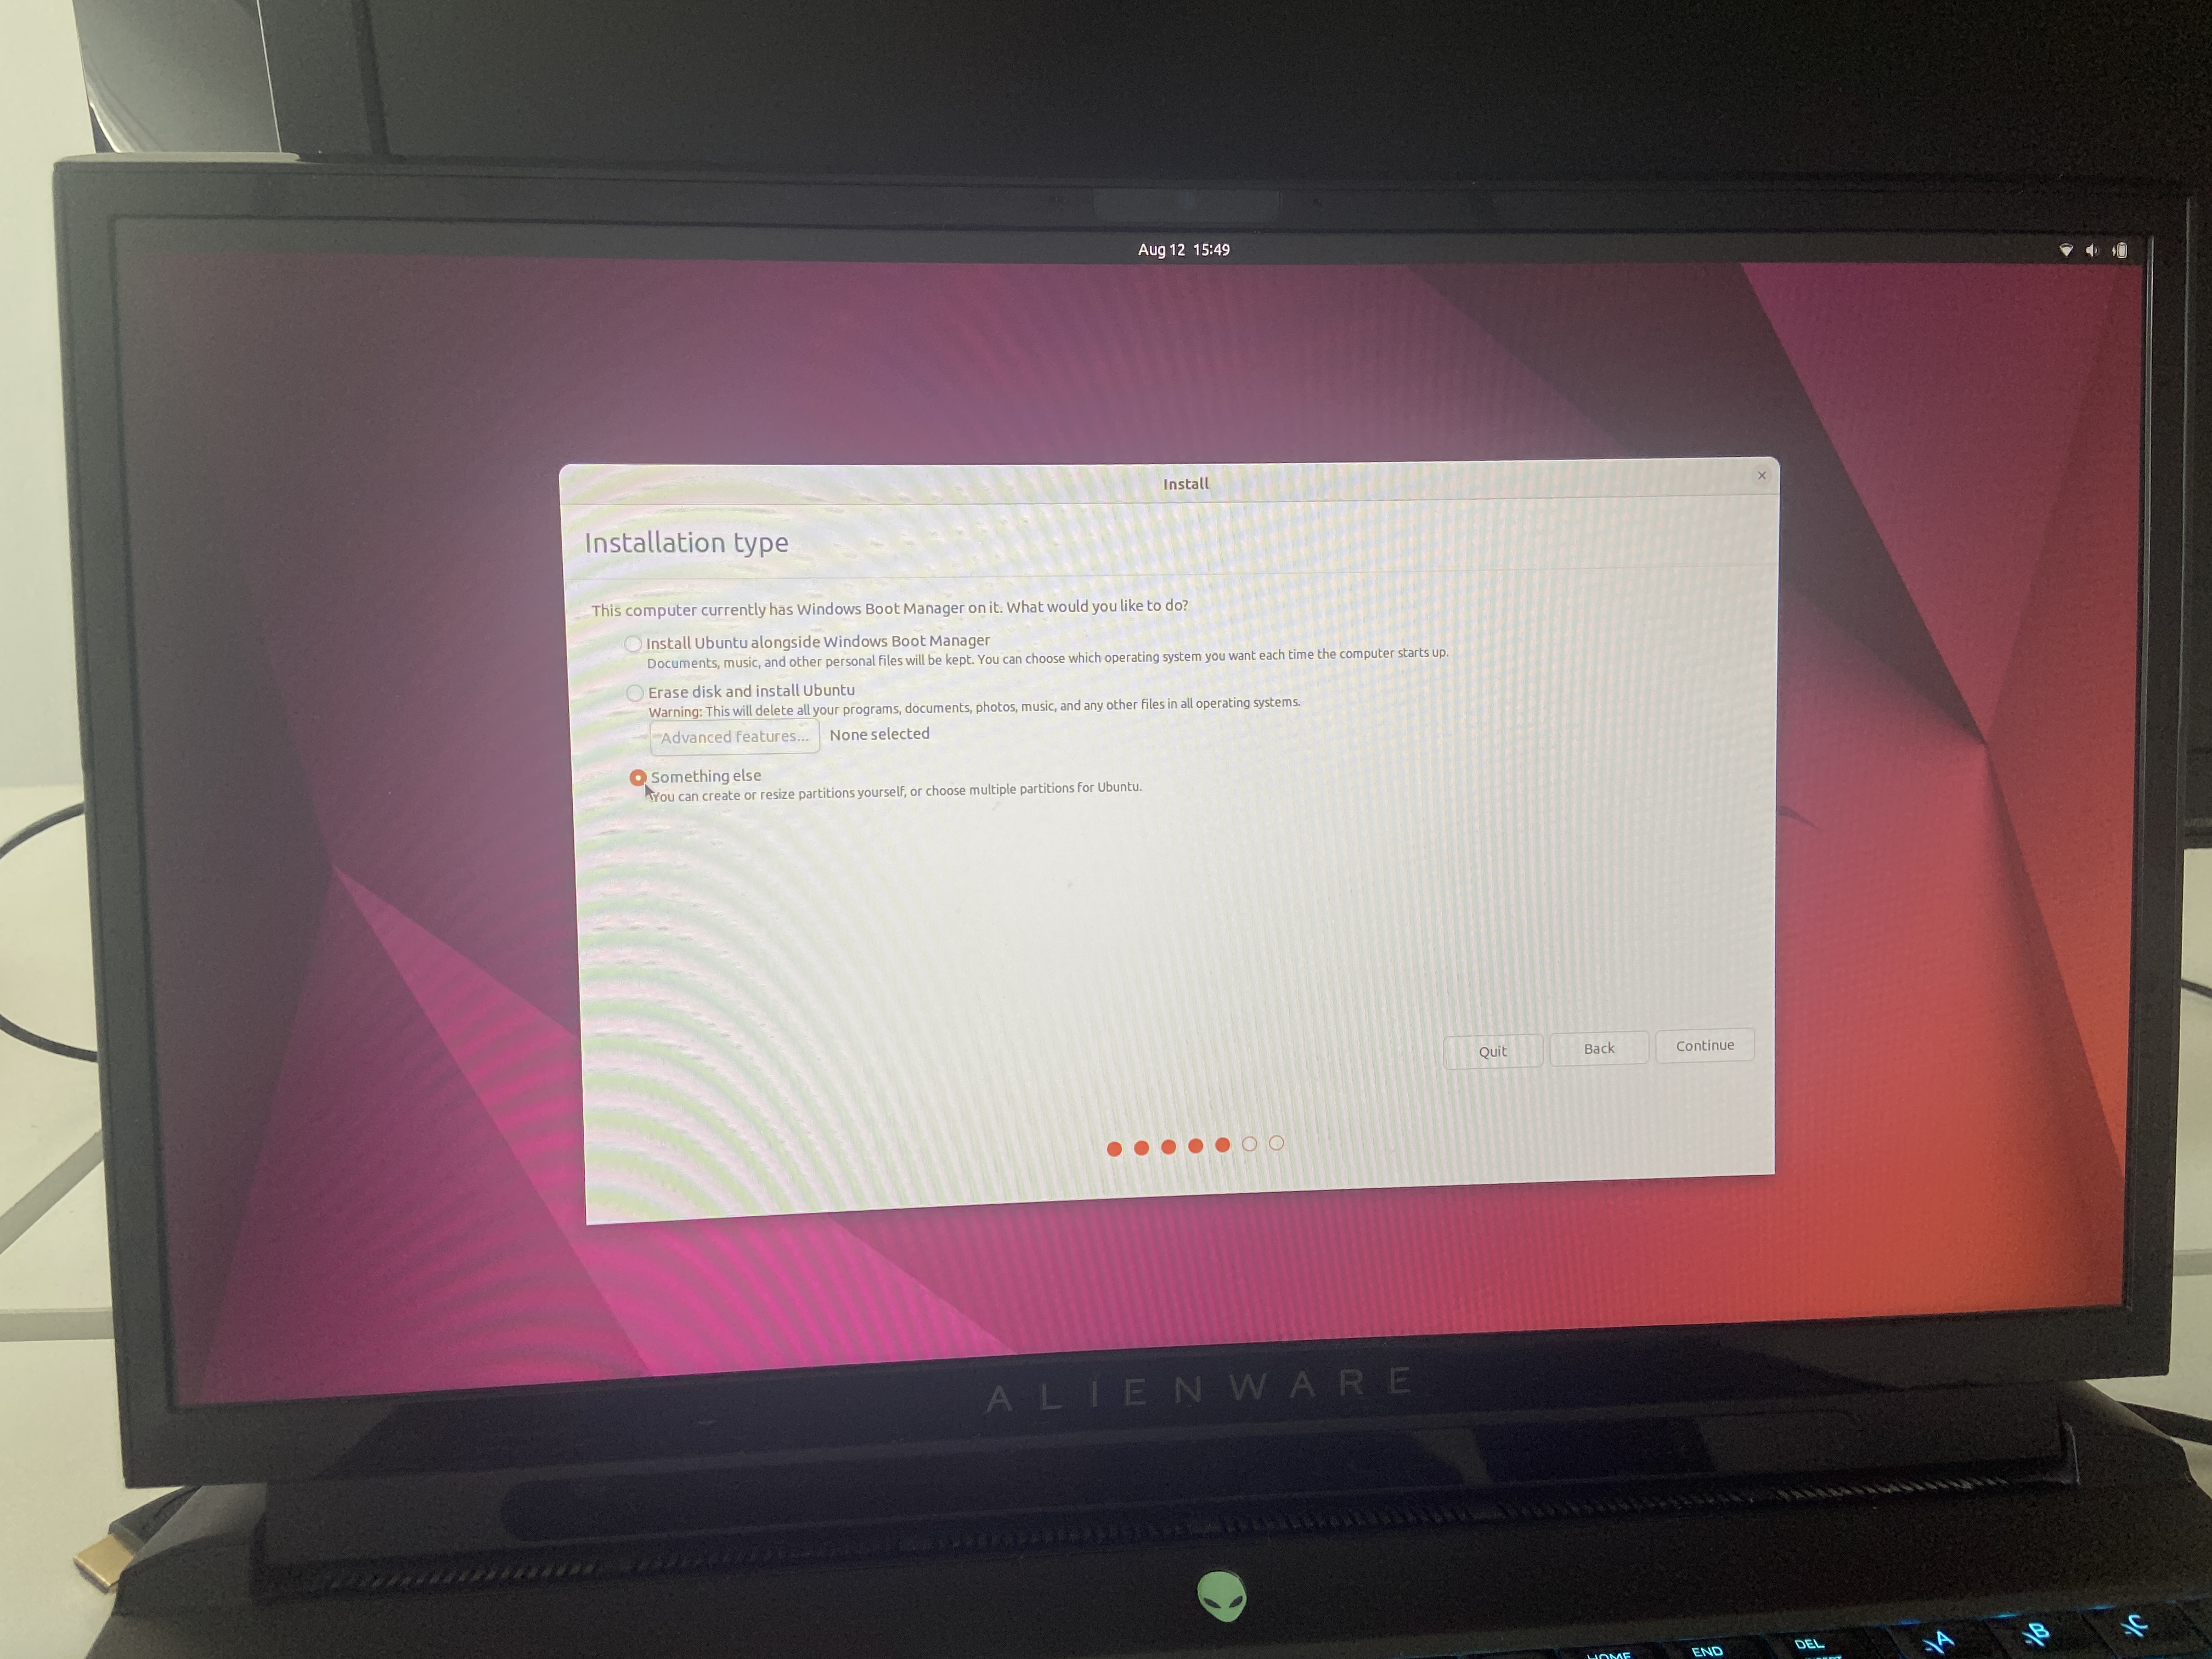 Aug 12 15:49
Install
Installation type
This computer currently has Windows Boot Manager on it. What would you like to do?
Install Ubuntu alongside Windows Boot Manager
Documents, music, and other personal files will be kept. You can choose which operating system you want each time the computer starts up.
Erase disk and install Ubuntu
Warning: This will delete all your programs, documents, photos, music, and any other files in all operating systems.
Advanced features... None selected
Something else
You can create or resize partitions yourself, or choose multiple partitions for Ubuntu.
Quit Back Continue
ALIENWARE
HOME END DEL A B C